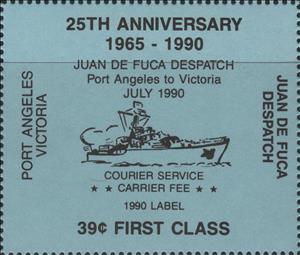 25TH ANNIVERSARY
1965 - 1990
JUAN DE FUCA DESPATCH
Port Angeles to Victoria
JULY 1990
PORT ANGELES
VICTORIA
JUAN DE FUCA
DESPATCH
COURIER SERVICE
★ ★ CARRIER FEE ★ ★
1990 LABEL
39¢ FIRST CLASS